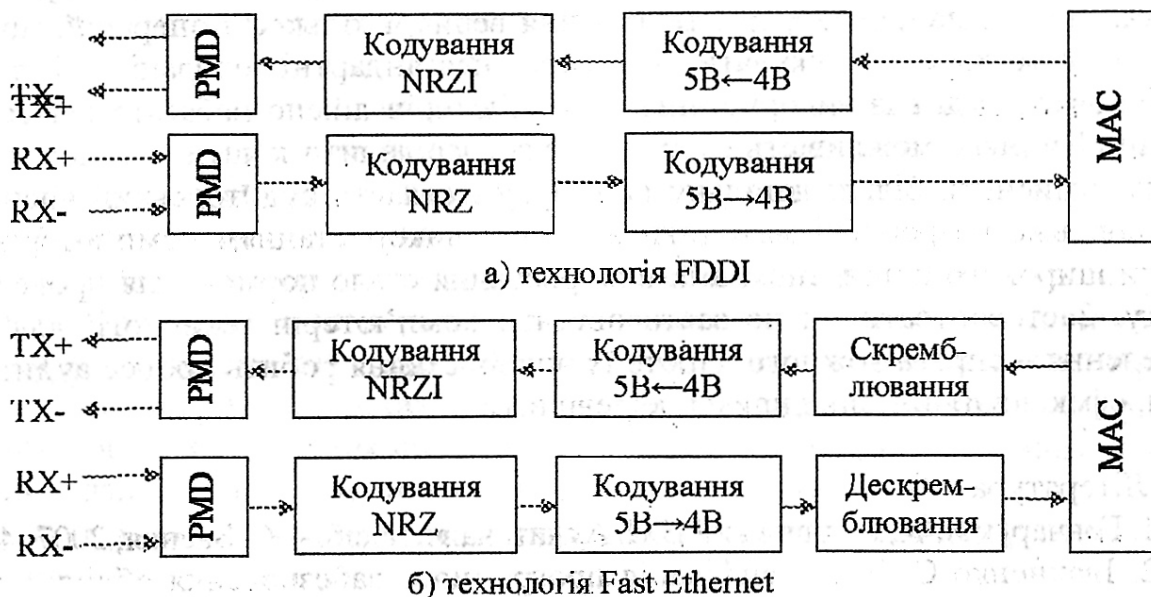 TX-
TX+
PMD
Кодування
NRZI
Кодування
5B←4B
MAC
RX+
RX-
PMD
Кодування
NRZ
Кодування
5B→4B
а) технологія FDDI
TX+
TX-
PMD
Кодування
NRZI
Кодування
5B←4B
Скремб-
лювання
MAC
RX+
RX-
PMD
Кодування
NRZ
Кодування
5B→4B
Дескрем-
блювання
б) технологія Fast Ethernet